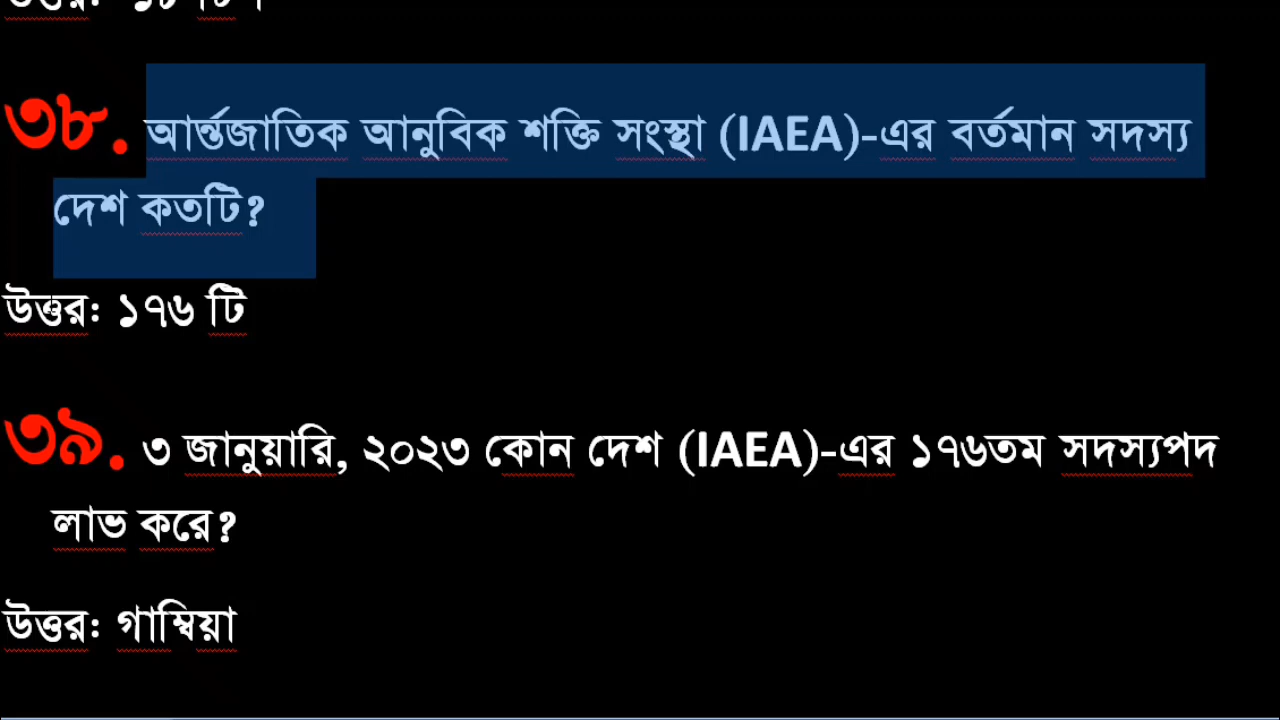 ৩৮. আর্ন্তজাতিক আনুবিক শক্তি সংস্থা (IAEA)-এর বর্তমান সদস্য
দেশ কতটি?
উত্তর: ১৭৬ টি
৩৯. ৩ জানুয়ারি, ২০২৩ কোন দেশ (IAEA)-এর ১৭৬তম সদস্যপদ
লাভ করে?
উত্তর: গাম্বিয়া